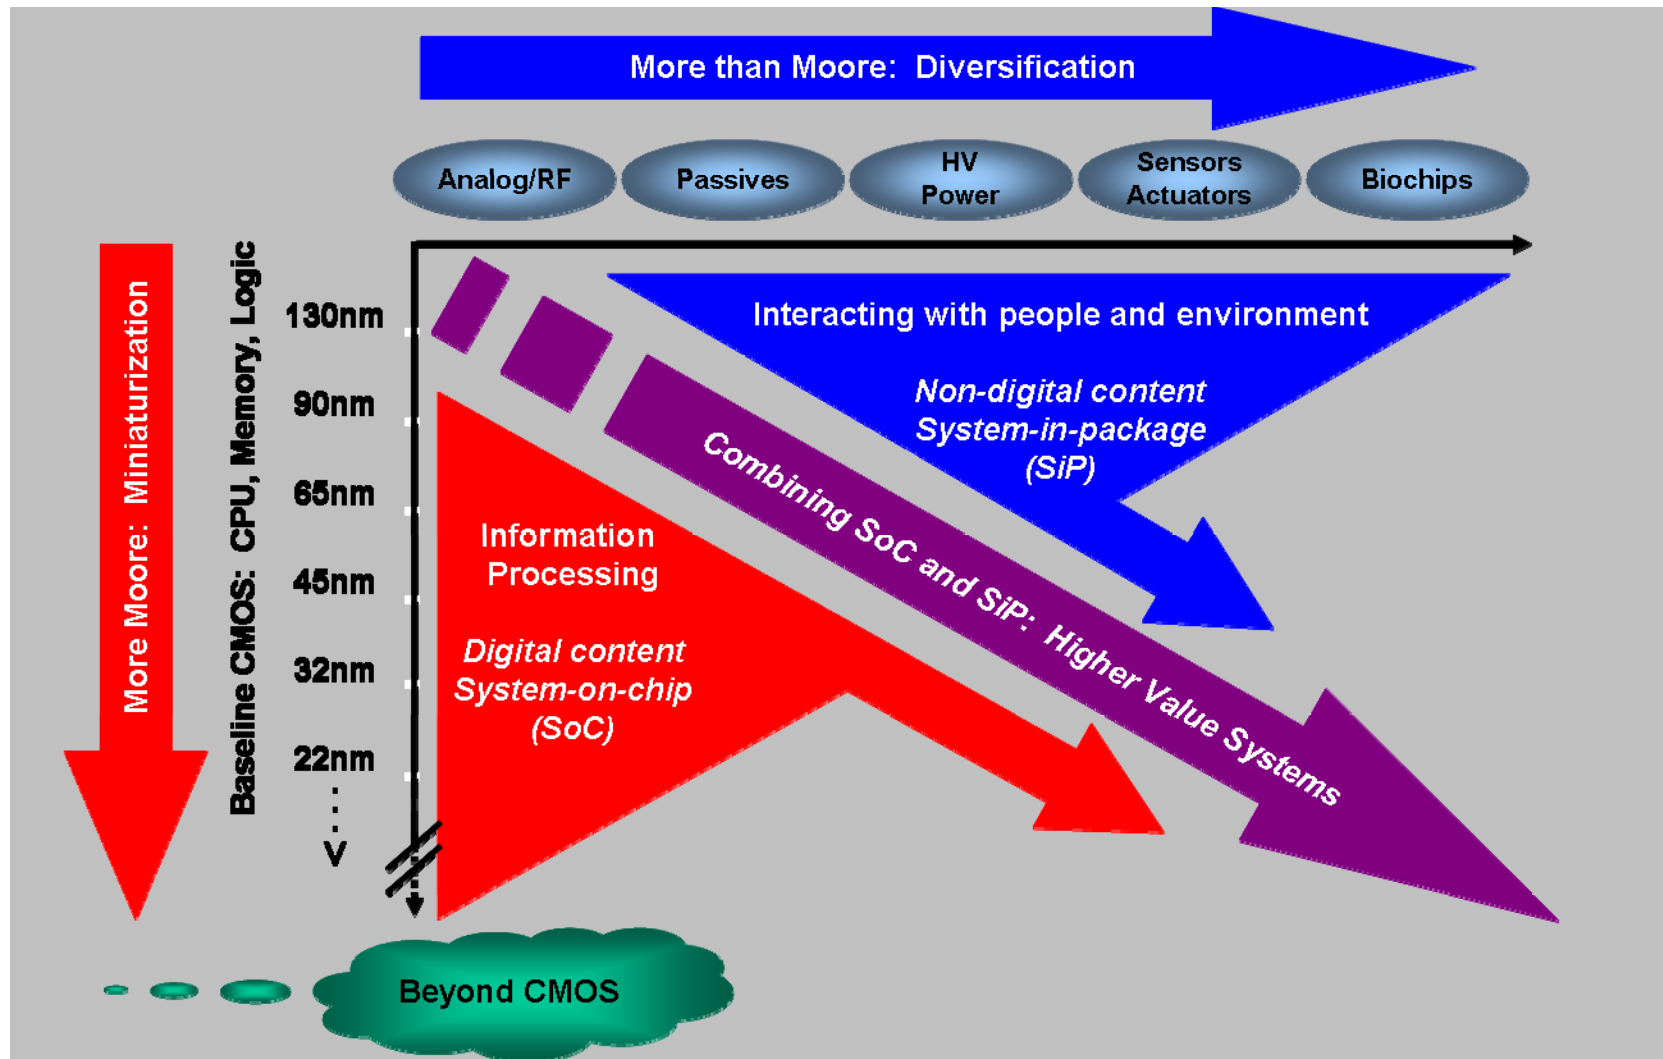 More than Moore: Diversification
Analog/RF
Passives
HV
Power
Sensors
Actuators
Biochips
More Moore: Miniaturization
Baseline CMOS: CPU, Memory, Logic
130nm
90nm
65nm
45nm
32nm
22nm
Interacting with people and environment
Non-digital content
System-in-package
(SiP)
Combining SoC and SiP: Higher Value Systems
Information
Processing
Digital content
System-on-chip
(SoC)
Beyond CMOS